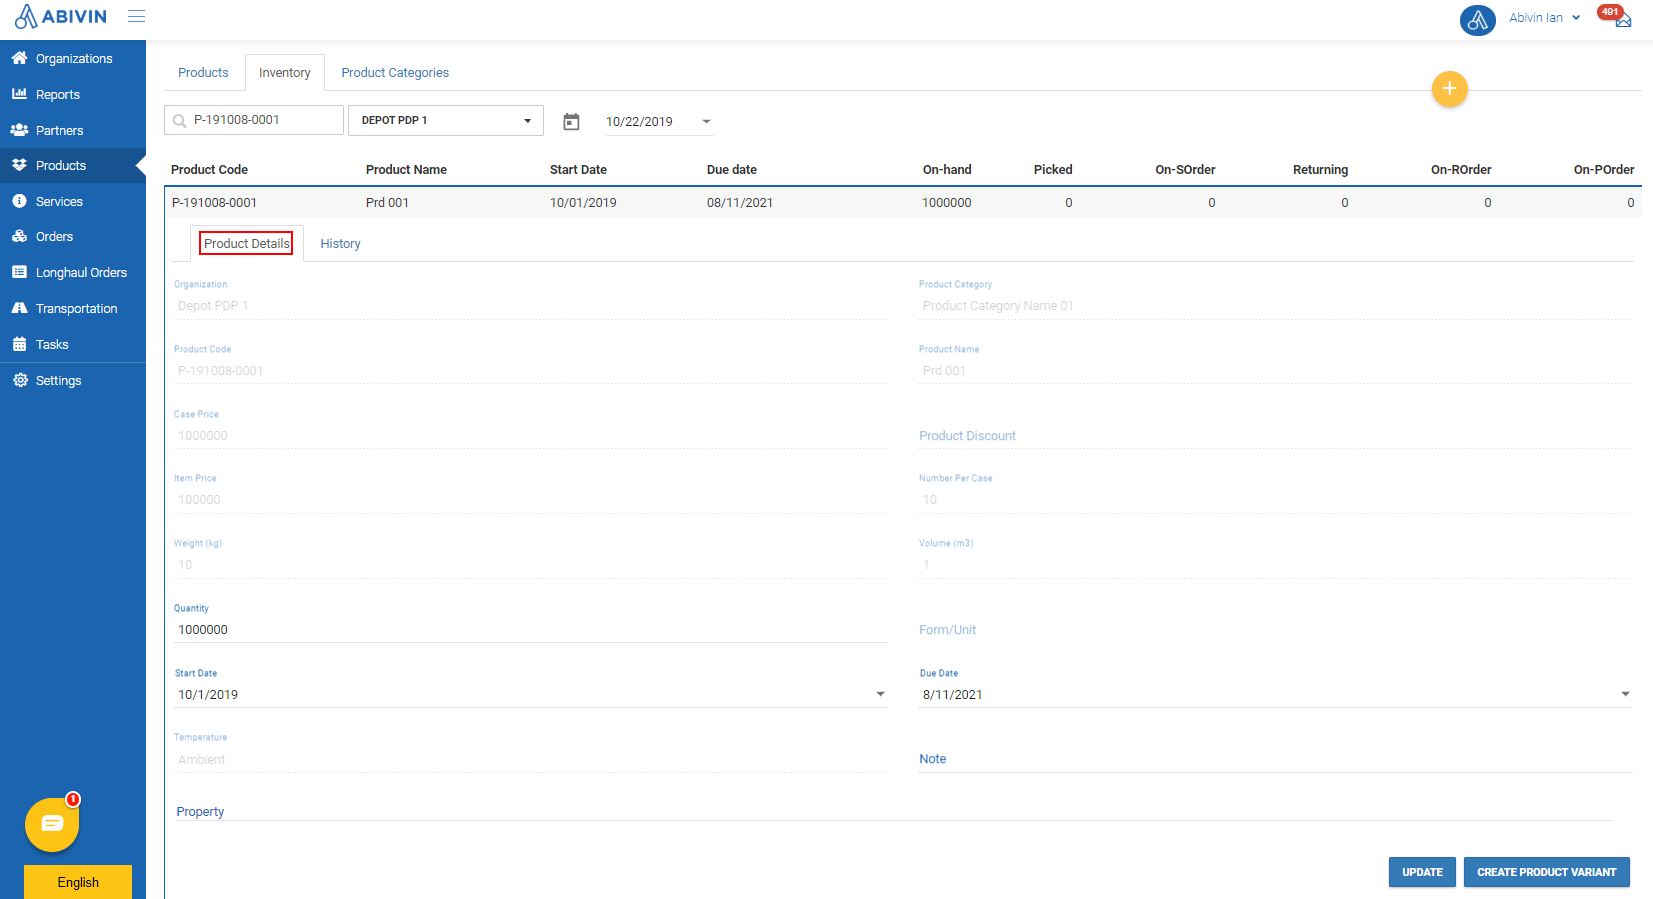 ABIVIN
Abivin Ian
491
Organizations
Reports
Partners
Products
Services
Orders
Longhaul Orders
Transportation
Tasks
Settings
1
English
Products Inventory Product Categories
+
P-191008-0001 DEPOT PDP 1 10/22/2019
Product Code Product Name Start Date Due date On-hand Picked On-SOrder Returning On-ROrder On-POrder
P-191008-0001 Prd 001 10/01/2019 08/11/2021 1000000 0 0 0 0 0
Product Details History
Organization Product Category
Depot PDP 1 Product Category Name 01
Product Code Product Name
P-191008-0001 Prd 001
Case Price
1000000 Product Discount
Item Price Number Per Case
100000 10
Weight (kg) Volume (m3)
10 1
Quantity
1000000 Form/Unit
Start Date Due Date
10/1/2019 8/11/2021
Temperature
Ambient Note
Property
UPDATE CREATE PRODUCT VARIANT